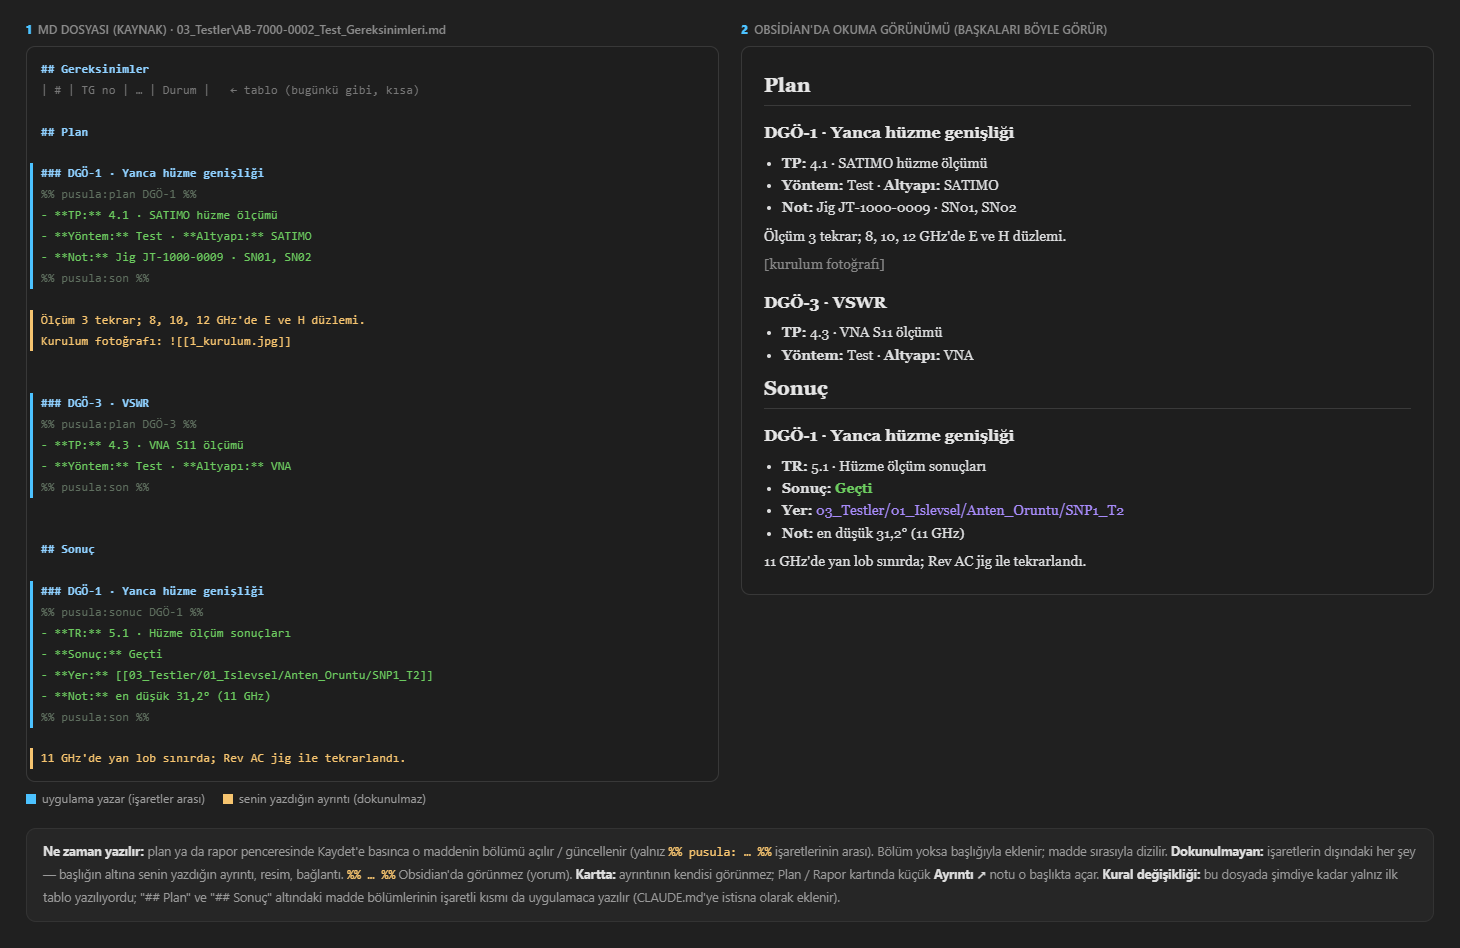 1 MD DOSYASI (KAYNAK) · 03_Testler\AB-7000-0002_Test_Gereksinimleri.md
## Gereksinimler
| # | TG no | … | Durum |   ← tablo (bugünkü gibi, kısa)
## Plan
### DGÖ-1 · Yanca hüzme genişliği
%% pusula:plan DGÖ-1 %%
- **TP:** 4.1 · SATIMO hüzme ölçümü
- **Yöntem:** Test · **Altyapı:** SATIMO
- **Not:** Jig JT-1000-0009 · SN01, SN02
%% pusula:son %%
Ölçüm 3 tekrar; 8, 10, 12 GHz'de E ve H düzlemi.
Kurulum fotoğrafı: ![[1_kurulum.jpg]]
### DGÖ-3 · VSWR
%% pusula:plan DGÖ-3 %%
- **TP:** 4.3 · VNA S11 ölçümü
- **Yöntem:** Test · **Altyapı:** VNA
%% pusula:son %%
## Sonuç
### DGÖ-1 · Yanca hüzme genişliği
%% pusula:sonuc DGÖ-1 %%
- **TR:** 5.1 · Hüzme ölçüm sonuçları
- **Sonuç:** Geçti
- **Yer:** [[03_Testler/01_Islevsel/Anten_Oruntu/SNP1_T2]]
- **Not:** en düşük 31,2° (11 GHz)
%% pusula:son %%
11 GHz'de yan lob sınırda; Rev AC jig ile tekrarlandı.
uygulama yazar (işaretler arası)   senin yazdığın ayrıntı (dokunulmaz)
2 OBSİDİAN'DA OKUMA GÖRÜNÜMÜ (BAŞKALARI BÖYLE GÖRÜR)
Plan
DGÖ-1 · Yanca hüzme genişliği
• TP: 4.1 · SATIMO hüzme ölçümü
• Yöntem: Test · Altyapı: SATIMO
• Not: Jig JT-1000-0009 · SN01, SN02
Ölçüm 3 tekrar; 8, 10, 12 GHz'de E ve H düzlemi.
[kurulum fotoğrafı]
DGÖ-3 · VSWR
• TP: 4.3 · VNA S11 ölçümü
• Yöntem: Test · Altyapı: VNA
Sonuç
DGÖ-1 · Yanca hüzme genişliği
• TR: 5.1 · Hüzme ölçüm sonuçları
• Sonuç: Geçti
• Yer: 03_Testler/01_Islevsel/Anten_Oruntu/SNP1_T2
• Not: en düşük 31,2° (11 GHz)
11 GHz'de yan lob sınırda; Rev AC jig ile tekrarlandı.
Ne zaman yazılır: plan ya da rapor penceresinde Kaydet'e basınca o maddenin bölümü açılır / güncellenir (yalnız %% pusula: … %% işaretlerinin arası). Bölüm yoksa başlığıyla eklenir; madde sırasıyla dizilir. Dokunulmayan: işaretlerin dışındaki her şey
— başlığın altına senin yazdığın ayrıntı, resim, bağlantı. %% … %% Obsidian'da görünmez (yorum). Kartta: ayrıntının kendisi görünmez; Plan / Rapor kartında küçük Ayrıntı ↗ notu o başlıkta açar. Kural değişikliği: bu dosyada şimdiye kadar yalnız ilk
tablo yazılıyordu; "## Plan" ve "## Sonuç" altındaki madde bölümlerinin işaretli kısmı da uygulamaca yazılır (CLAUDE.md'ye istisna olarak eklenir).